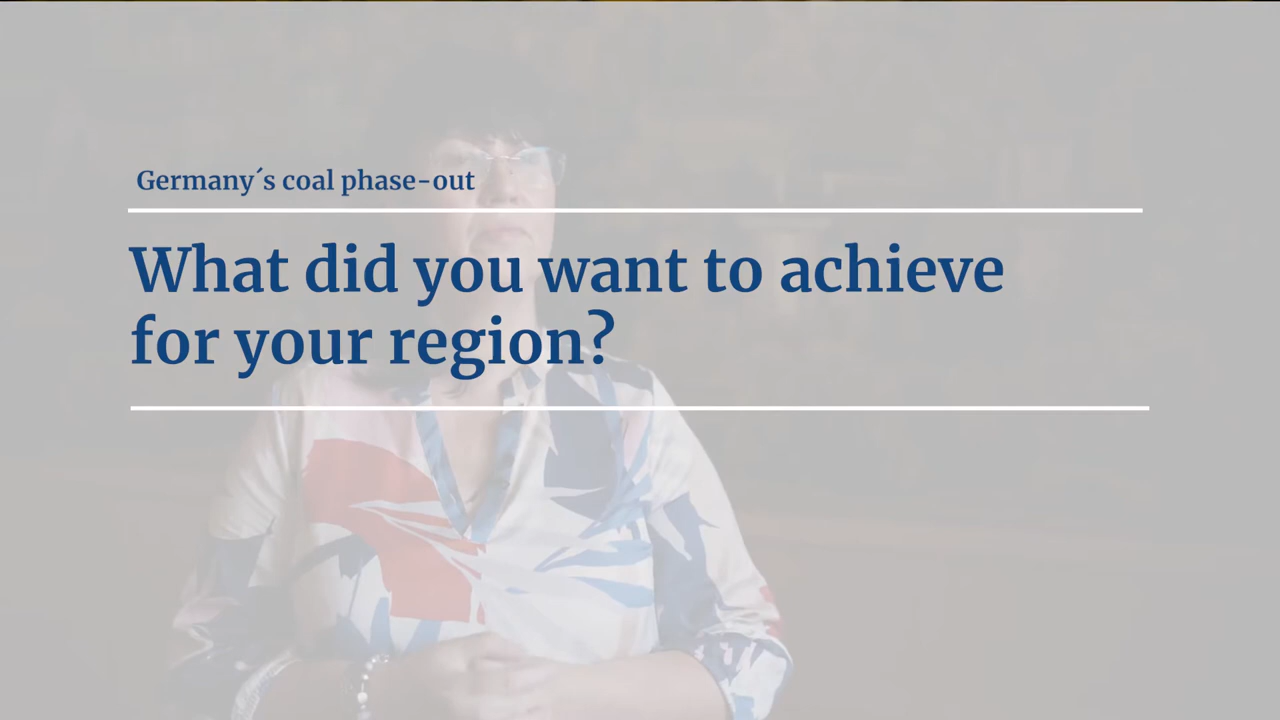 Germany´s coal phase-out
What did you want to achieve
for your region?